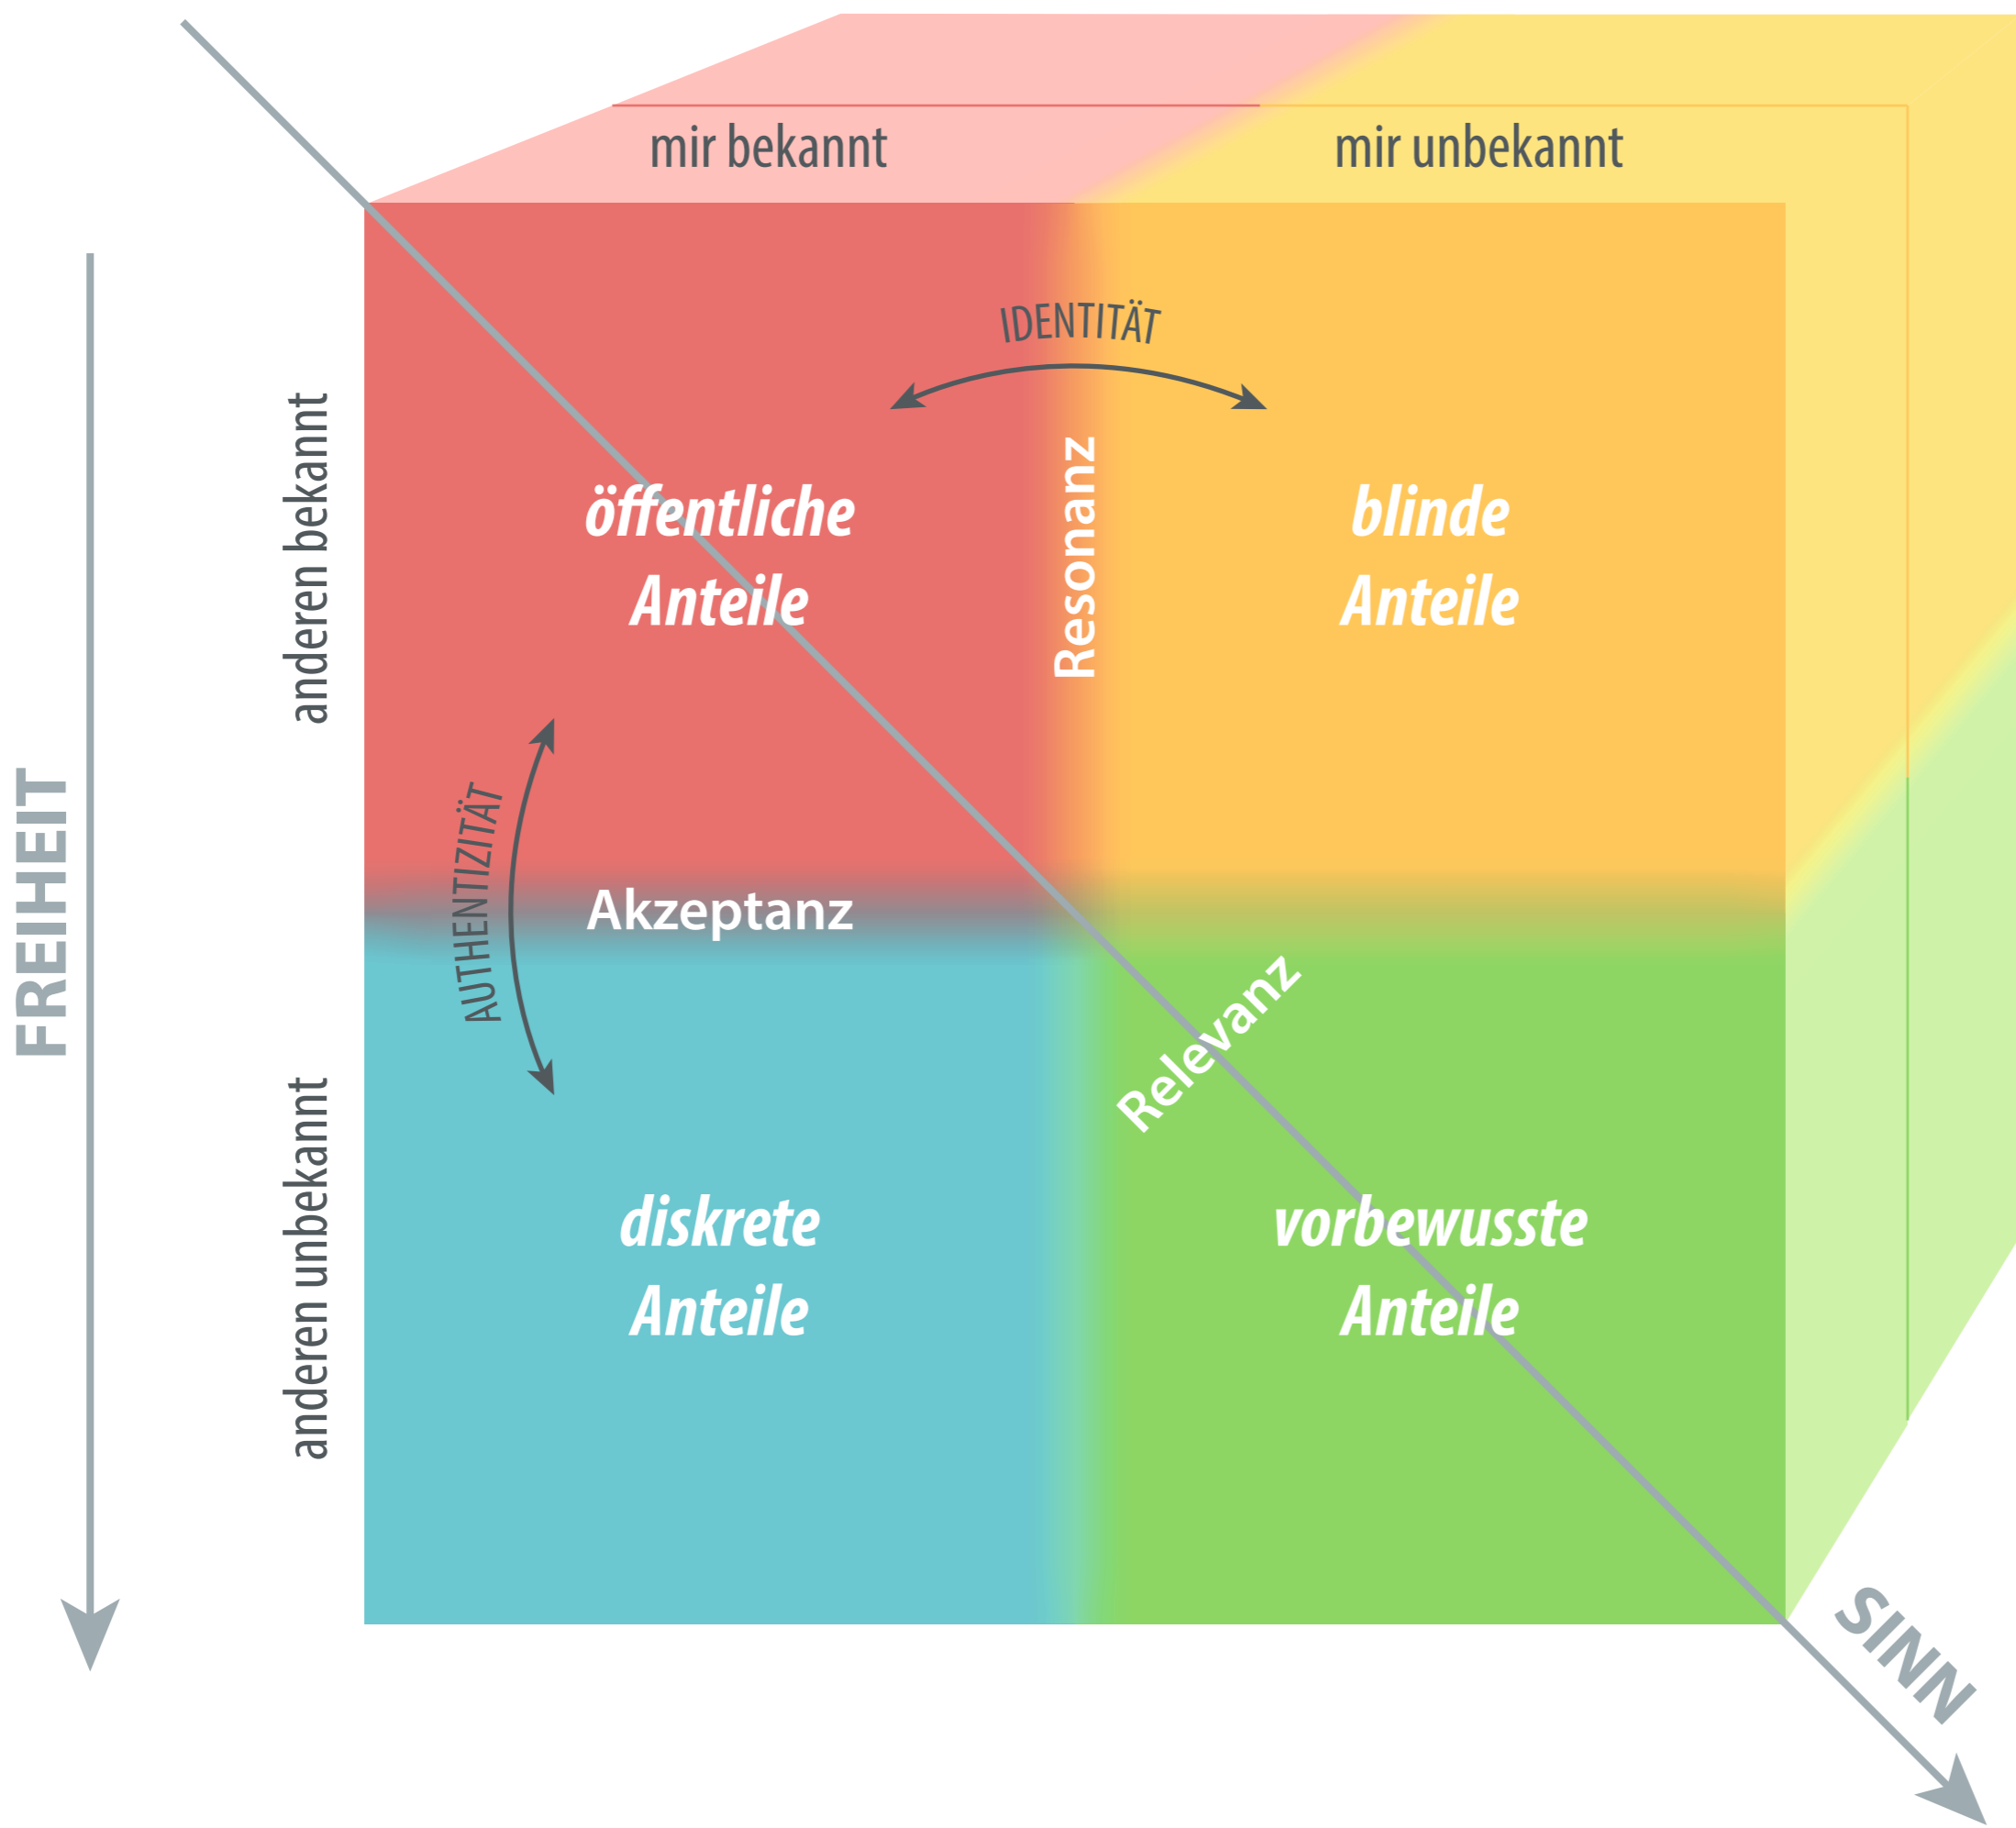 mir bekannt
mir unbekannt
IDENTITÄT
anderen bekannt
öffentliche
Anteile
Resonanz
blinde
Anteile
FREIHEIT
AUTHENTIZITÄT
Akzeptanz
Relevanz
anderen unbekannt
diskrete
Anteile
vorbewusste
Anteile
SINN